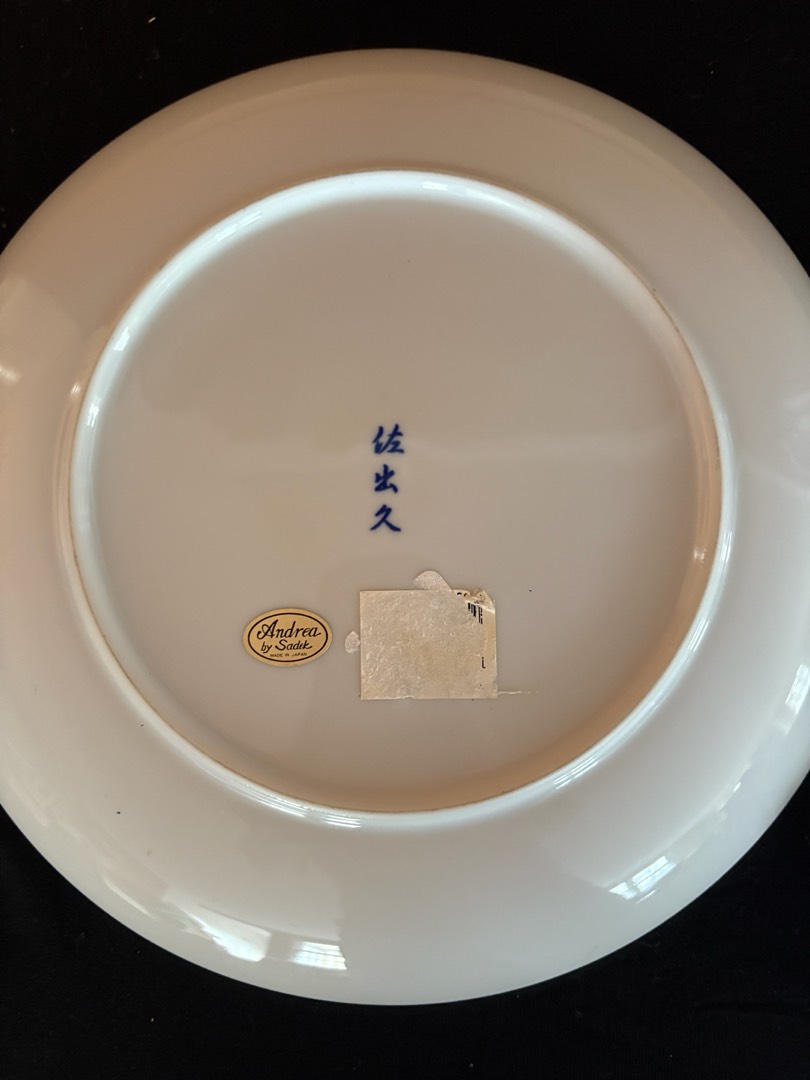 佐
出
久
Andrea
by Sadek
MADE IN JAPAN